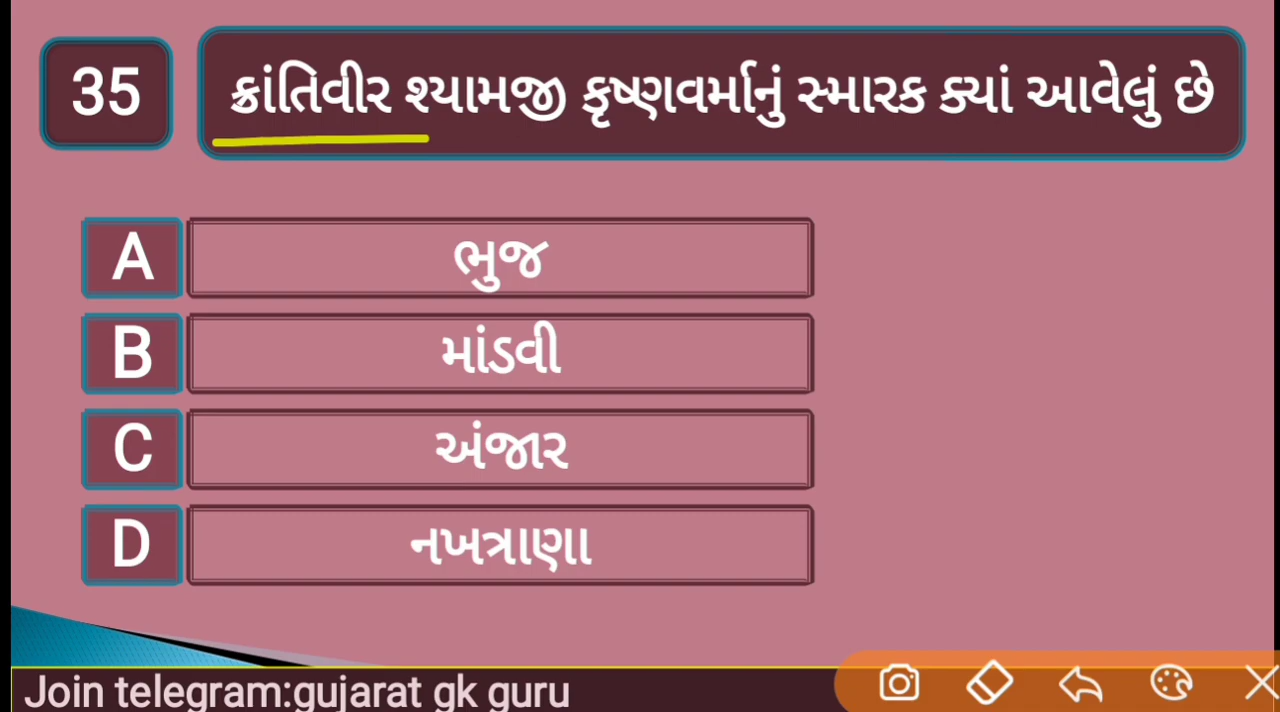 35
ક્રાંતિવીર શ્યામજી કૃષ્ણવર્માનું સ્મારક ક્યાં આવેલું છે
A ભુજ
B માંડવી
C અંજાર
D નખત્રાણા
Join telegram:gujarat gk guru